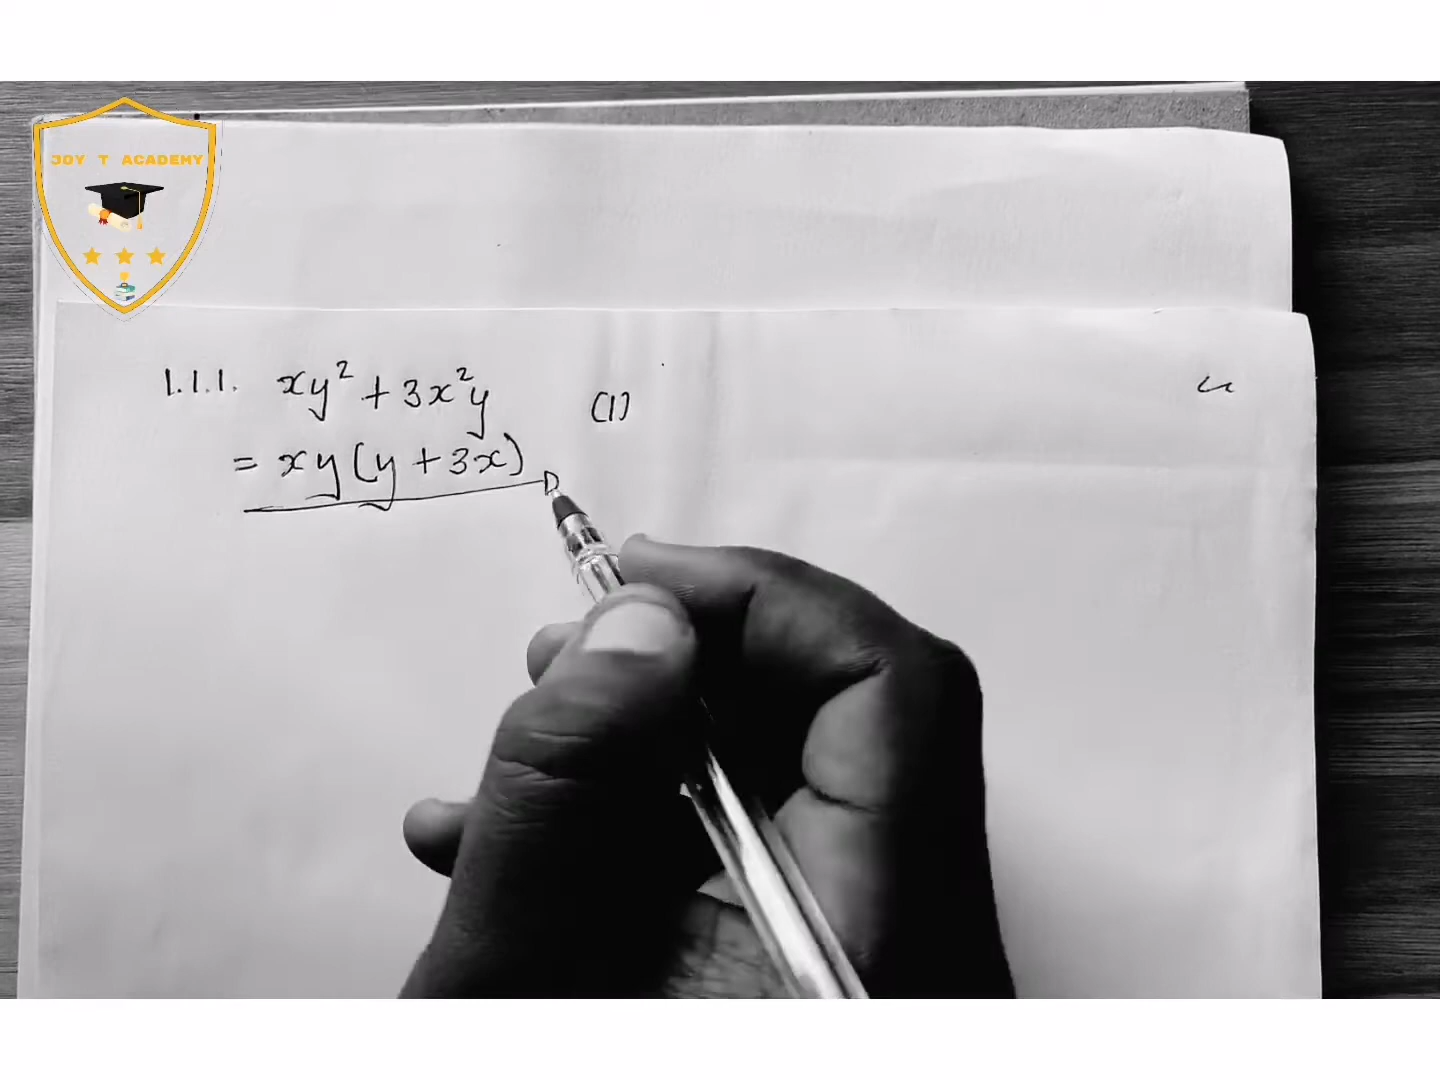 JOY T ACADEMY
1.1.1. xy² + 3x²y (1)
= xy(y + 3x)